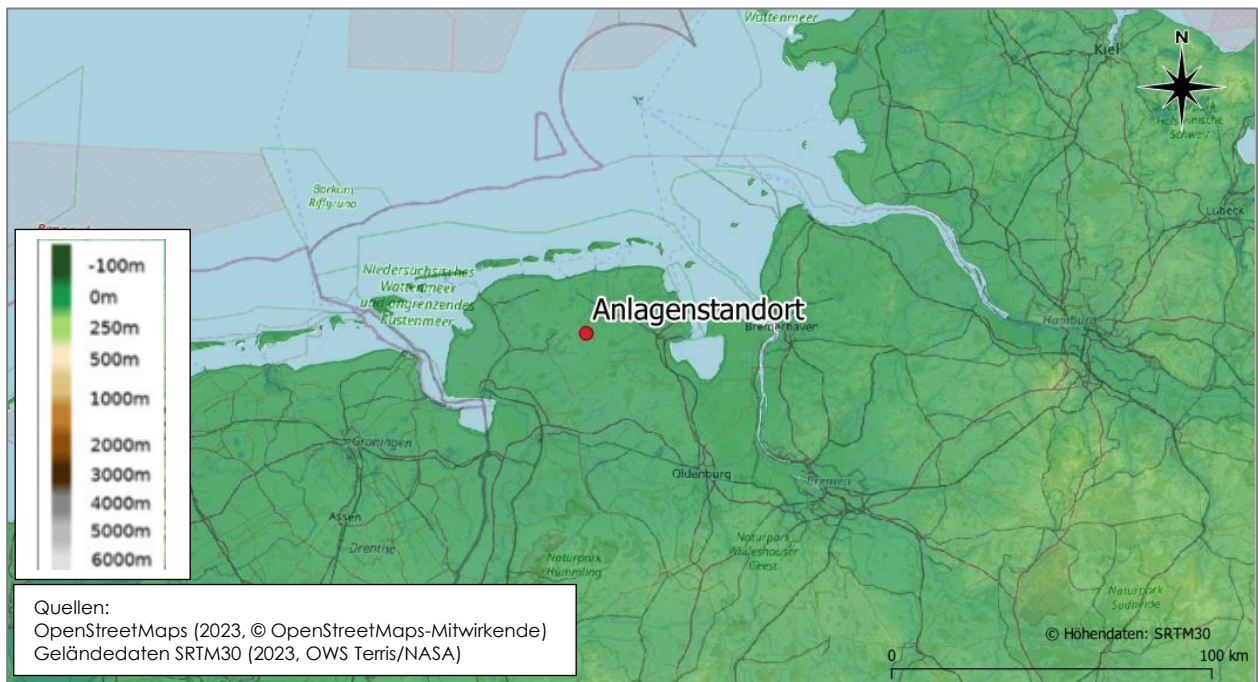 Wattenmeer
Kiel
N
Holsteinische
Schweiz
Borkum
Riffgrund
Lübeck
-100m
0m
250m
500m
1000m
2000m
3000m
4000m
5000m
6000m
Niedersächsisches
Wattenmeer
und angrenzendes
Küstenmeer
Anlagenstandort
Bremerhaven
Hamburg
Groningen
Oldenburg
Bremen
Assen
Drenthe
Naturpark
Hümmling
Naturpark
Wildeshauser
Geest
Naturpark
Südheide
Quellen:
OpenStreetMaps (2023, © OpenStreetMaps-Mitwirkende)
Geländedaten SRTM30 (2023, OWS Terris/NASA)
© Höhendaten: SRTM30
0
100 km